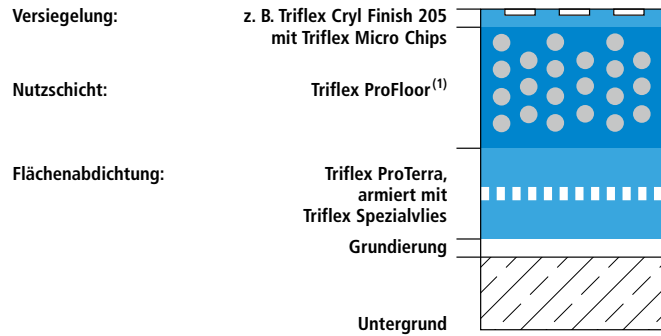 Versiegelung: z. B. Triflex Cryl Finish 205
mit Triflex Micro Chips
Nutzschicht: Triflex ProFloor(1)
Flächenabdichtung: Triflex ProTerra,
armiert mit
Triflex Spezialvlies
Grundierung
Untergrund